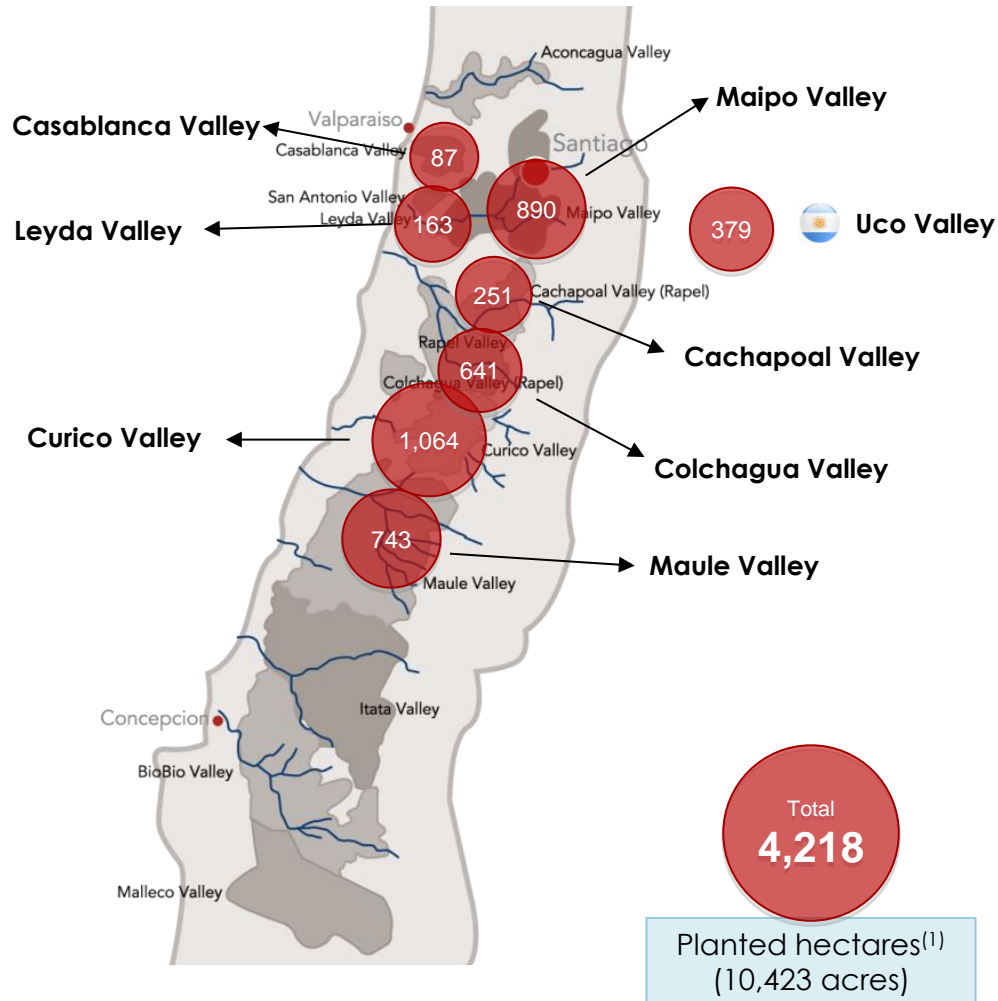 Aconcagua Valley
Maipo Valley
Valparaiso
Casablanca Valley
Santiago
Casablanca Valley
87
San Antonio Valley
Leyda Valley
163
890
Maipo Valley
Leyda Valley
379
Uco Valley
251
Cachapoal Valley (Rapel)
Rapel Valley
Cachapoal Valley
641
Colchagua Valley (Rapel)
Curico Valley
1,064
Curico Valley
Colchagua Valley
743
Maule Valley
Maule Valley
Itata Valley
Concepcion
BioBio Valley
Malleco Valley
Total
4,218
Planted hectares(1)
(10,423 acres)